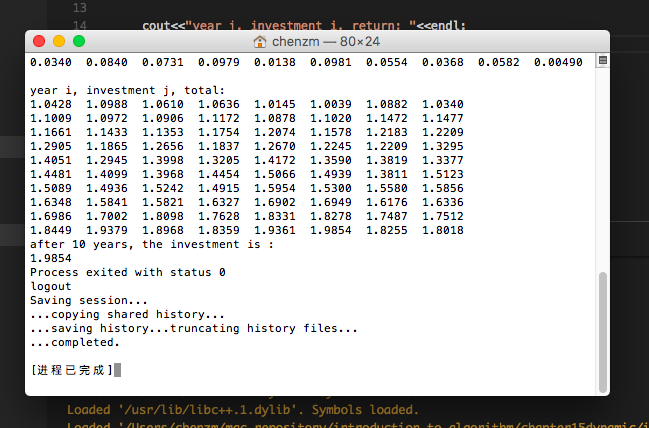 13
14 cout<<"year j, investment i, return: "<<endl;
chenzm — 80×24
0.0340 0.0840 0.0731 0.0979 0.0138 0.0981 0.0554 0.0368 0.0582 0.00490
year i, investment j, total:
1.0428 1.0988 1.0610 1.0636 1.0145 1.0039 1.0882 1.0340
1.1009 1.0972 1.0906 1.1172 1.0878 1.1020 1.1472 1.1477
1.1661 1.1433 1.1353 1.1754 1.2074 1.1578 1.2183 1.2209
1.2905 1.1865 1.2656 1.1837 1.2670 1.2245 1.2209 1.3295
1.4051 1.2945 1.3998 1.3205 1.4172 1.3590 1.3819 1.3377
1.4481 1.4099 1.3968 1.4454 1.5066 1.4939 1.3811 1.5123
1.5089 1.4936 1.5242 1.4915 1.5954 1.5300 1.5580 1.5856
1.6348 1.5841 1.5821 1.6327 1.6902 1.6949 1.6176 1.6336
1.6986 1.7002 1.8098 1.7628 1.8331 1.8278 1.7487 1.7512
1.8449 1.9379 1.8968 1.8359 1.9361 1.9854 1.8255 1.8018
after 10 years, the investment is :
1.9854
Process exited with status 0
logout
Saving session...
...copying shared history...
...saving history...truncating history files...
...completed.
[进程已完成]
Loaded '/usr/lib/libc++.1.dylib'. Symbols loaded.
Loaded '/Users/chenzm/mac_repository/introduction_to_algorithm/chapter15dynamic/i